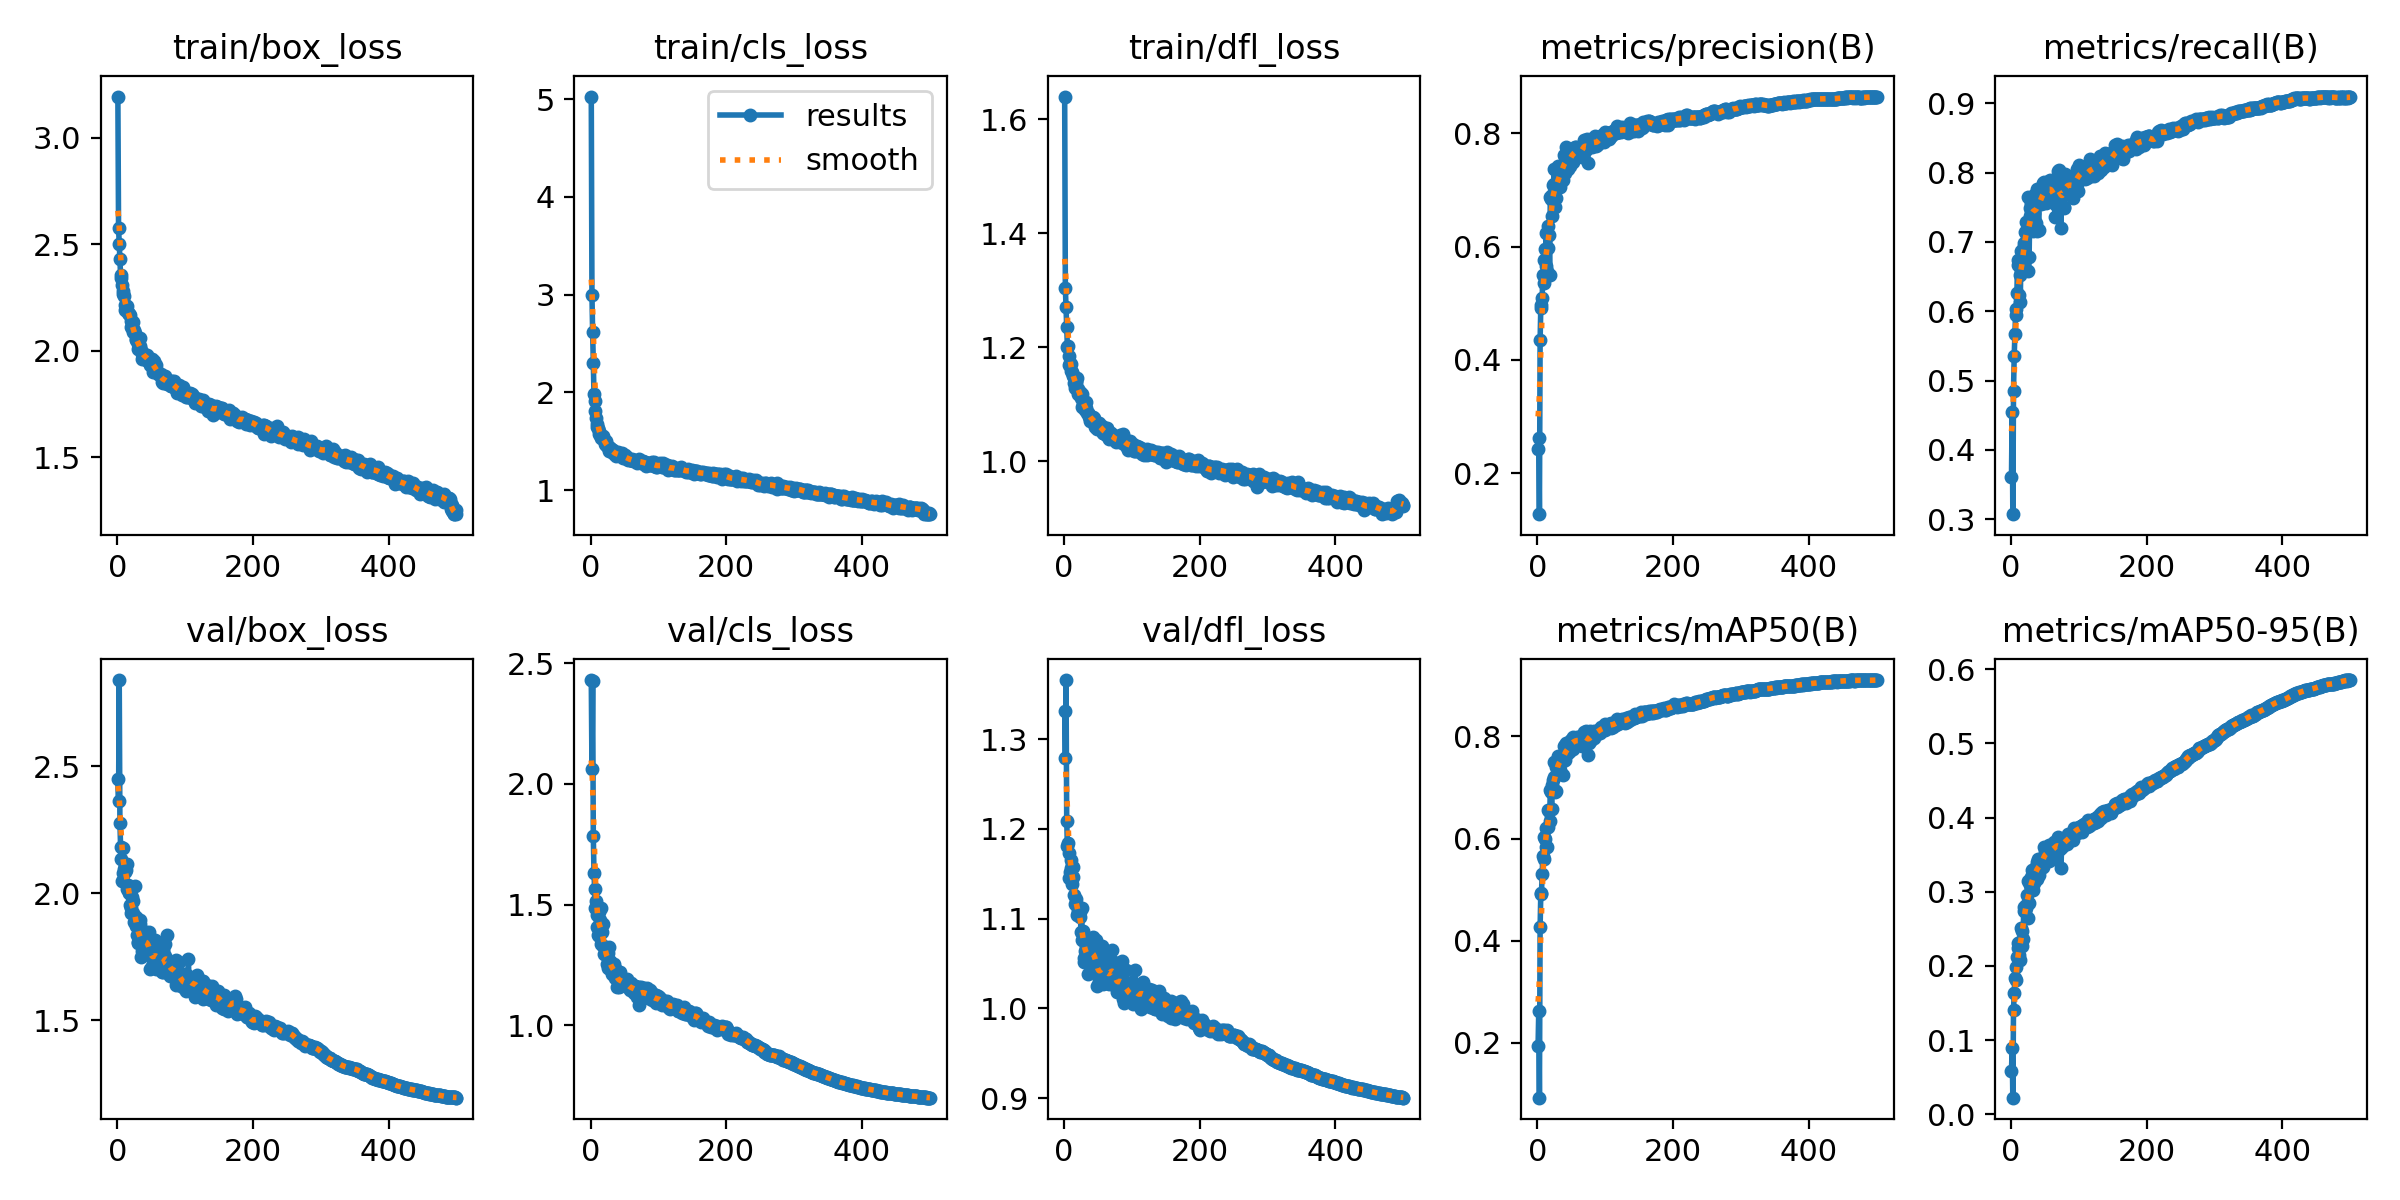 train/box_loss
3.0
2.5
2.0
1.5
0 200 400
train/cls_loss
5
4
3
2
1
results
smooth
0 200 400
train/dfl_loss
1.6
1.4
1.2
1.0
0 200 400
metrics/precision(B)
0.8
0.6
0.4
0.2
0 200 400
metrics/recall(B)
0.9
0.8
0.7
0.6
0.5
0.4
0.3
0 200 400
val/box_loss
2.5
2.0
1.5
0 200 400
val/cls_loss
2.5
2.0
1.5
1.0
0 200 400
val/dfl_loss
1.3
1.2
1.1
1.0
0.9
0 200 400
metrics/mAP50(B)
0.8
0.6
0.4
0.2
0 200 400
metrics/mAP50-95(B)
0.6
0.5
0.4
0.3
0.2
0.1
0.0
0 200 400